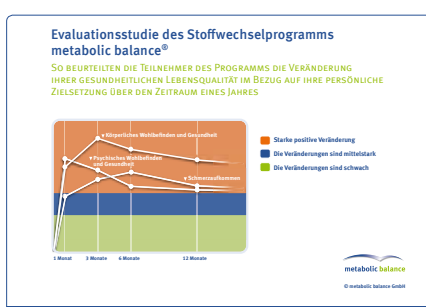 Evaluationsstudie des Stoffwechselprogramms
metabolic balance®
So beurteilten die Teilnehmer des Programms die Veränderung
ihrer gesundheitlichen Lebensqualität im Bezug auf ihre persönliche
Zielsetzung über den Zeitraum eines Jahres
Körperliches Wohlbefinden und Gesundheit
Psychisches Wohlbefinden
und Gesundheit
Schmerzaufkommen
Starke positive Veränderung
Die Veränderungen sind mittelstark
Die Veränderungen sind schwach
1 Monat 3 Monate 6 Monate 12 Monate
metabolic balance
© metabolic balance GmbH